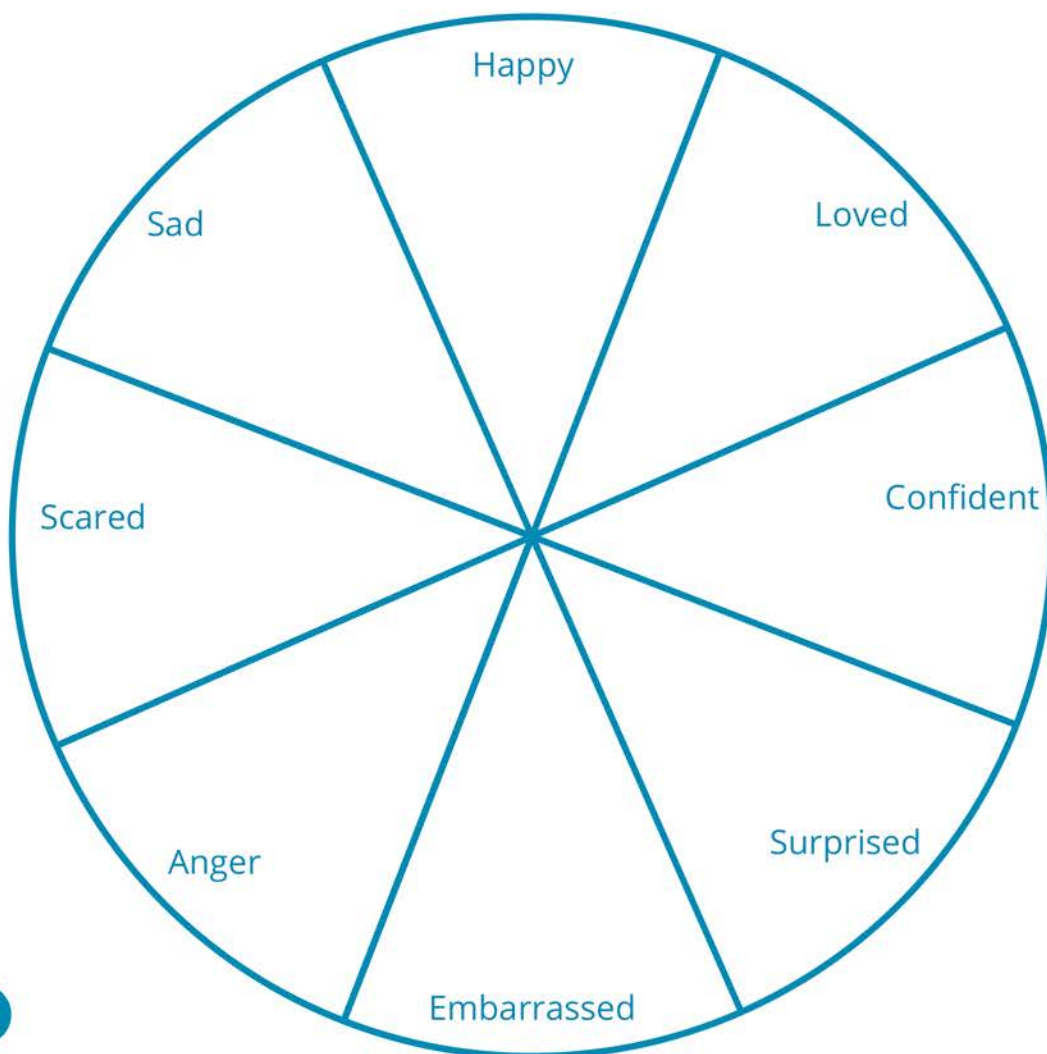 Happy
Loved
Sad
Confident
Scared
Surprised
Anger
Embarrassed